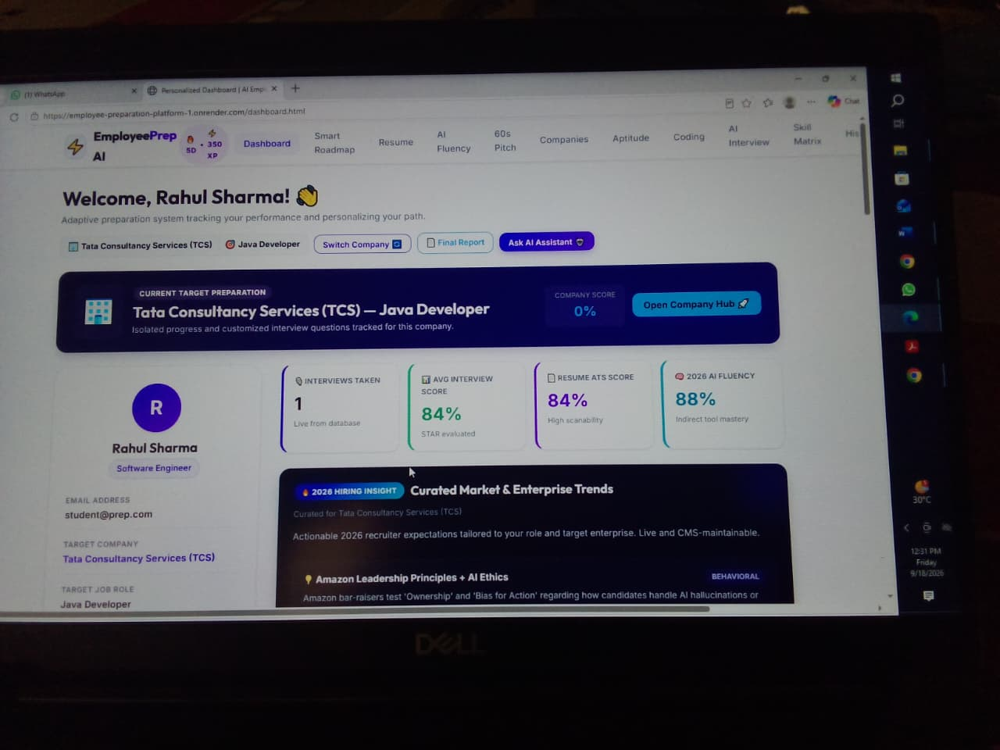 (1) WhatsApp
Personalized Dashboard | AI Emp
https://employee-preparation-platform-1.onrender.com/dashboard.html
Chat
EmployeePrep AI
5D • 350 XP
Dashboard
Smart Roadmap
Resume
AI Fluency
60s Pitch
Companies
Aptitude
Coding
AI Interview
Skill Matrix
His
Welcome, Rahul Sharma! 👋
Adaptive preparation system tracking your performance and personalizing your path.
Tata Consultancy Services (TCS)
Java Developer
Switch Company
Final Report
Ask AI Assistant
CURRENT TARGET PREPARATION
Tata Consultancy Services (TCS) — Java Developer
Isolated progress and customized interview questions tracked for this company.
COMPANY SCORE
0%
Open Company Hub 🚀
R
Rahul Sharma
Software Engineer
EMAIL ADDRESS
student@prep.com
TARGET COMPANY
Tata Consultancy Services (TCS)
TARGET JOB ROLE
Java Developer
INTERVIEWS TAKEN
1
Live from database
AVG INTERVIEW SCORE
84%
STAR evaluated
RESUME ATS SCORE
84%
High scanability
2026 AI FLUENCY
88%
Indirect tool mastery
2026 HIRING INSIGHT
Curated Market & Enterprise Trends
Curated for Tata Consultancy Services (TCS)
Actionable 2026 recruiter expectations tailored to your role and target enterprise. Live and CMS-maintainable.
Amazon Leadership Principles + AI Ethics
BEHAVIORAL
Amazon bar-raisers test 'Ownership' and 'Bias for Action' regarding how candidates handle AI hallucinations or
30°C
12:31 PM
Friday
9/18/2026
DELL